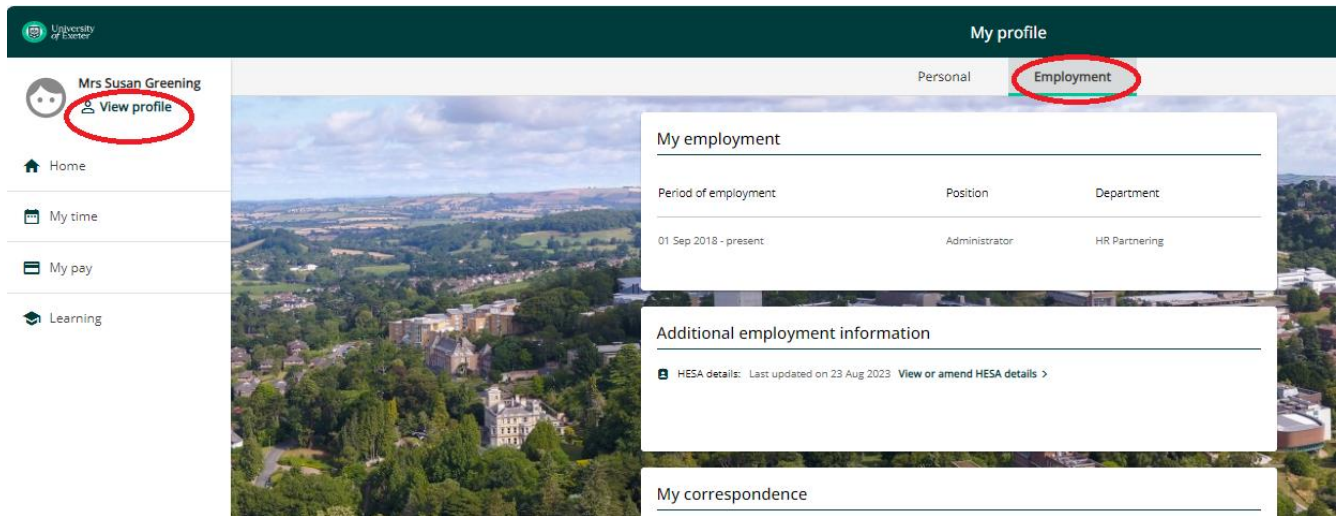 University
of Exeter
My profile
Mrs Susan Greening
View profile
Home
My time
My pay
Learning
Personal Employment
My employment
Period of employment Position Department
01 Sep 2018 - present Administrator HR Partnering
Additional employment information
HESA details: Last updated on 23 Aug 2023 View or amend HESA details >
My correspondence